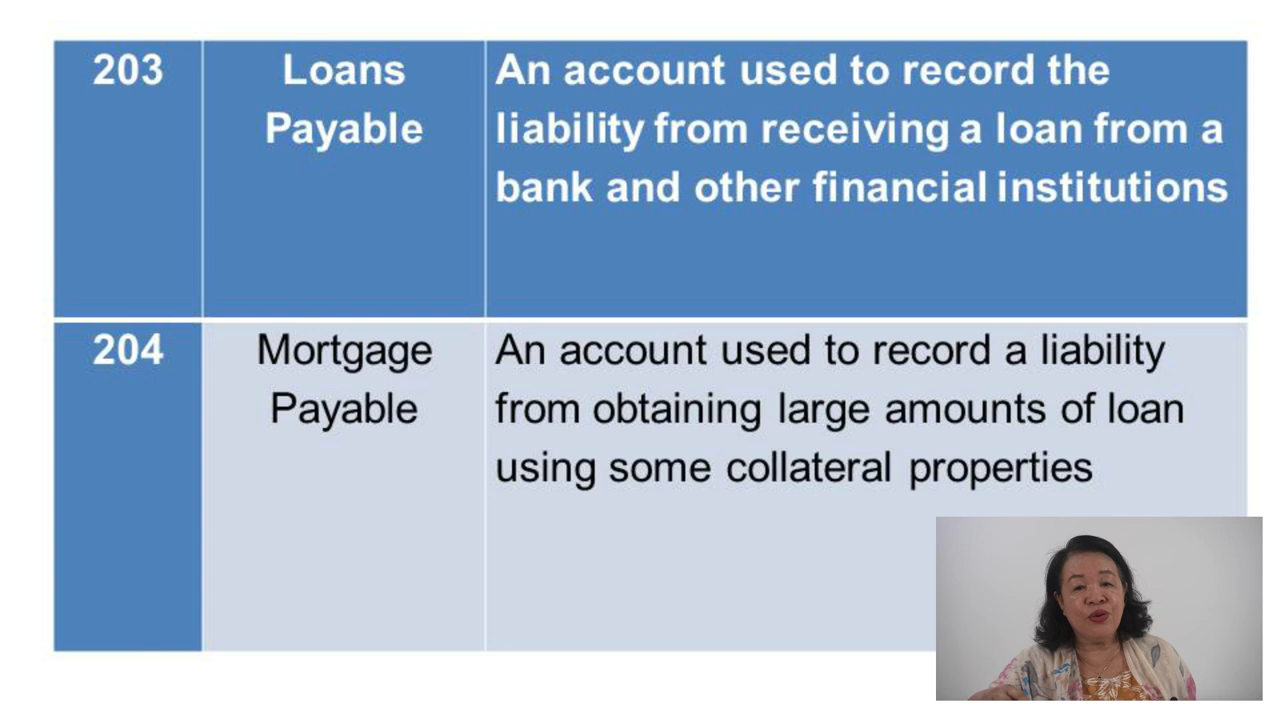 203
Loans
Payable
An account used to record the
liability from receiving a loan from a
bank and other financial institutions
204
Mortgage
Payable
An account used to record a liability
from obtaining large amounts of loan
using some collateral properties